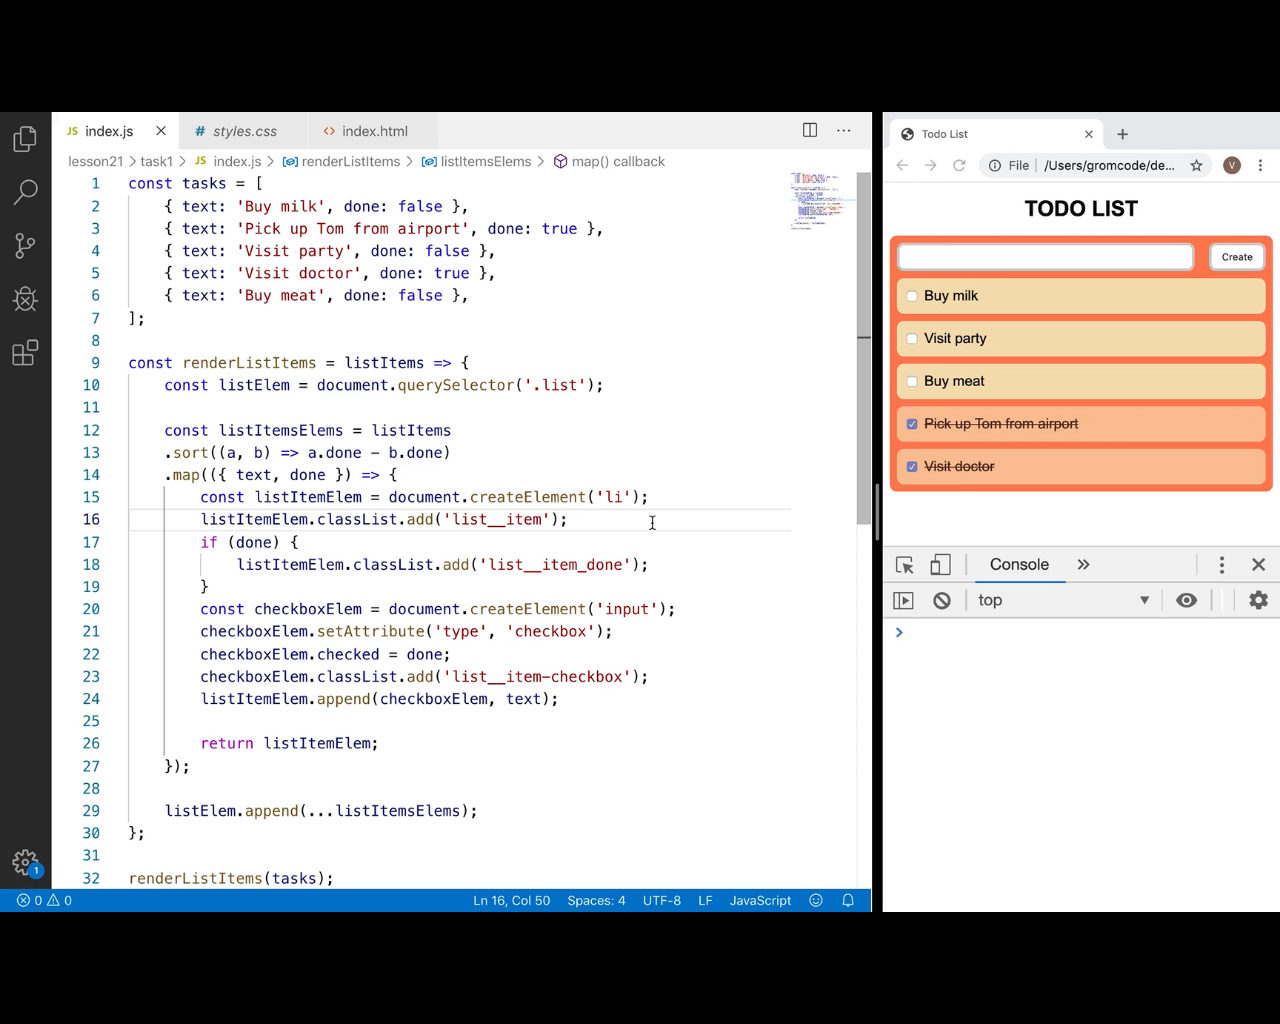 index.js
styles.css
index.html
lesson21 > task1 > JS index.js > renderListItems > listItemsElems > map() callback
1 const tasks = [
2 { text: 'Buy milk', done: false },
3 { text: 'Pick up Tom from airport', done: true },
4 { text: 'Visit party', done: false },
5 { text: 'Visit doctor', done: true },
6 { text: 'Buy meat', done: false },
7 ];
8
9 const renderListItems = listItems => {
10 const listElem = document.querySelector('.list');
11
12 const listItemsElems = listItems
13 .sort((a, b) => a.done - b.done)
14 .map(({ text, done }) => {
15 const listItemElem = document.createElement('li');
16 listItemElem.classList.add('list__item');
17 if (done) {
18 listItemElem.classList.add('list__item_done');
19 }
20 const checkboxElem = document.createElement('input');
21 checkboxElem.setAttribute('type', 'checkbox');
22 checkboxElem.checked = done;
23 checkboxElem.classList.add('list__item-checkbox');
24 listItemElem.append(checkboxElem, text);
25
26 return listItemElem;
27 });
28
29 listElem.append(...listItemsElems);
30 };
31
32 renderListItems(tasks);
1
0 0
Ln 16, Col 50
Spaces: 4
UTF-8
LF
JavaScript
Todo List
File
/Users/gromcode/de...
V
TODO LIST
Create
Buy milk
Visit party
Buy meat
Pick up Tom from airport
Visit doctor
Console
top